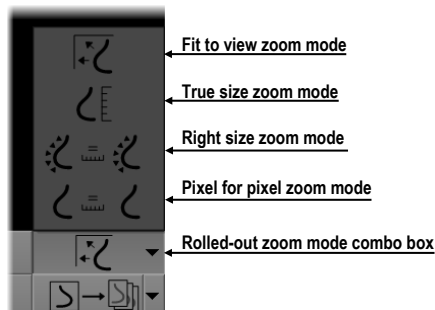 Fit to view zoom mode
True size zoom mode
Right size zoom mode
Pixel for pixel zoom mode
Rolled-out zoom mode combo box